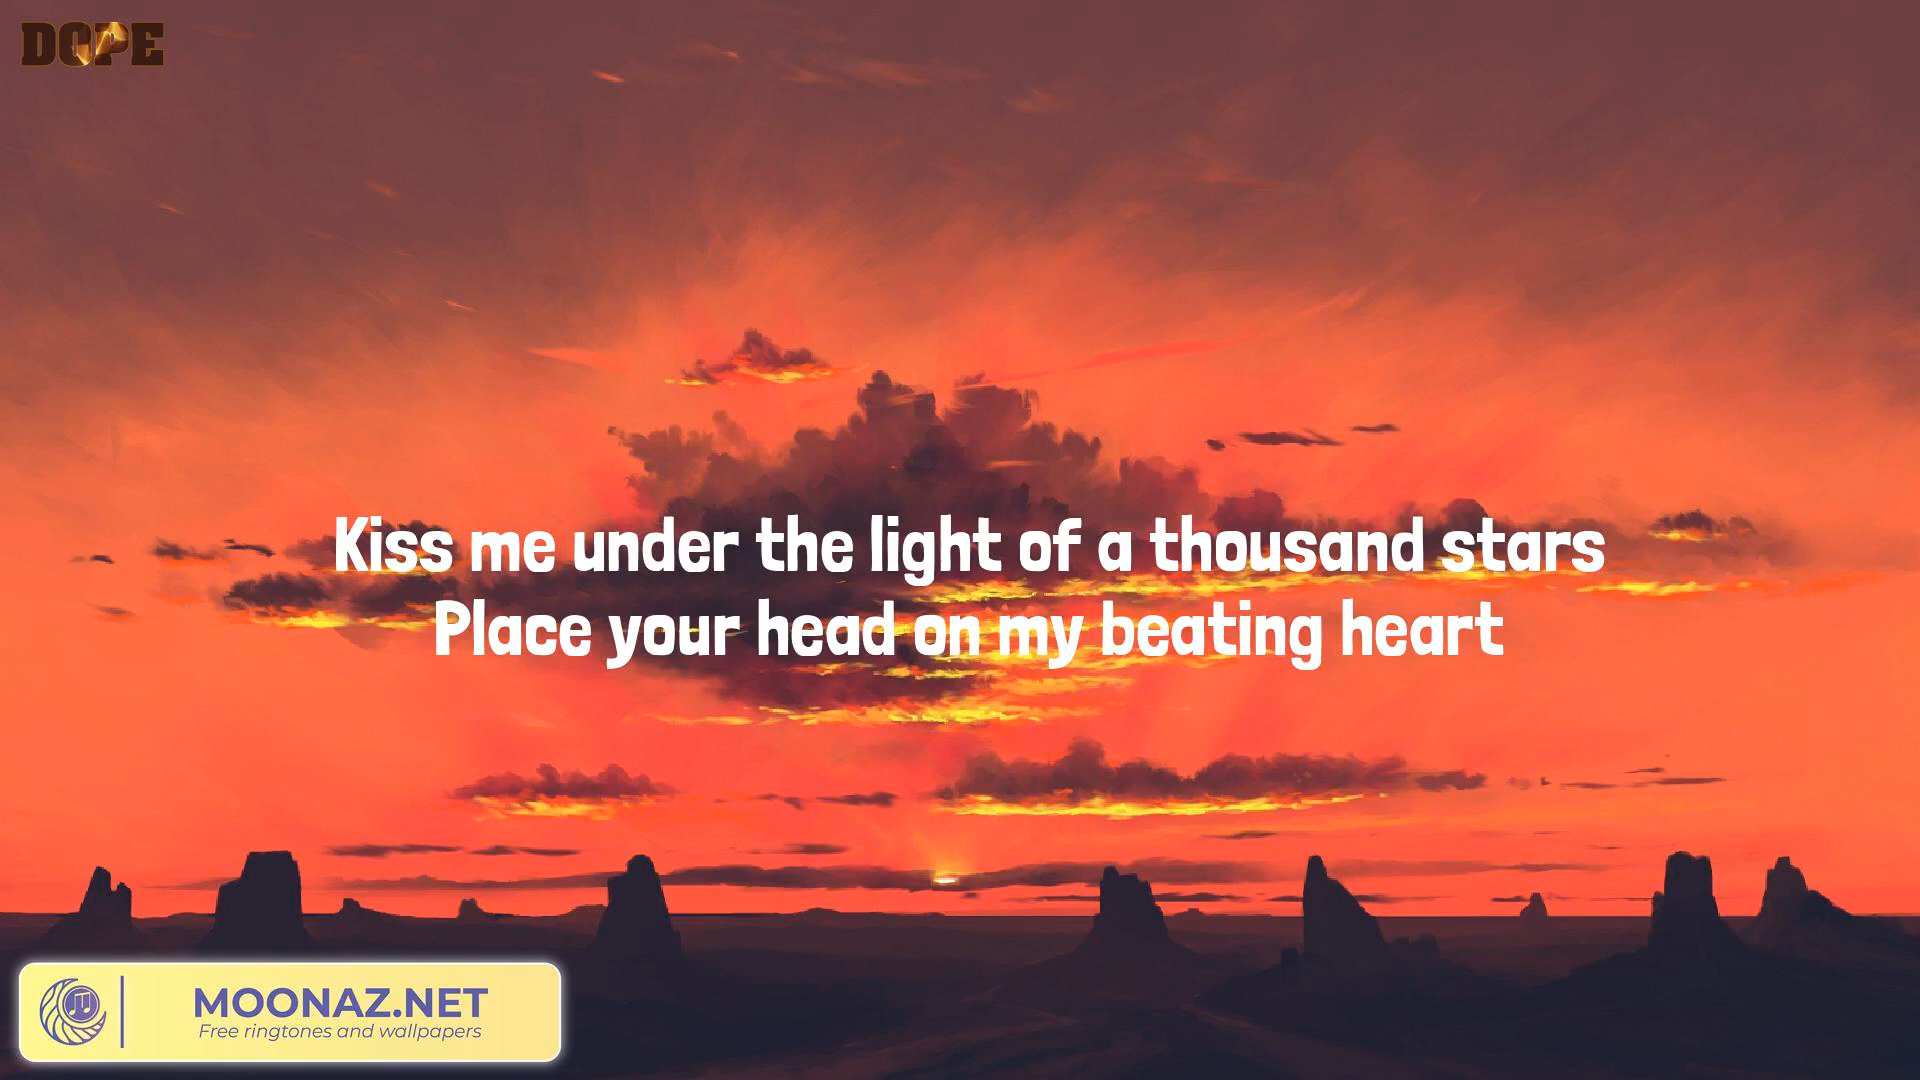 DOPE
Kiss me under the light of a thousand stars
Place your head on my beating heart
MOONAZ.NET
Free ringtones and wallpapers